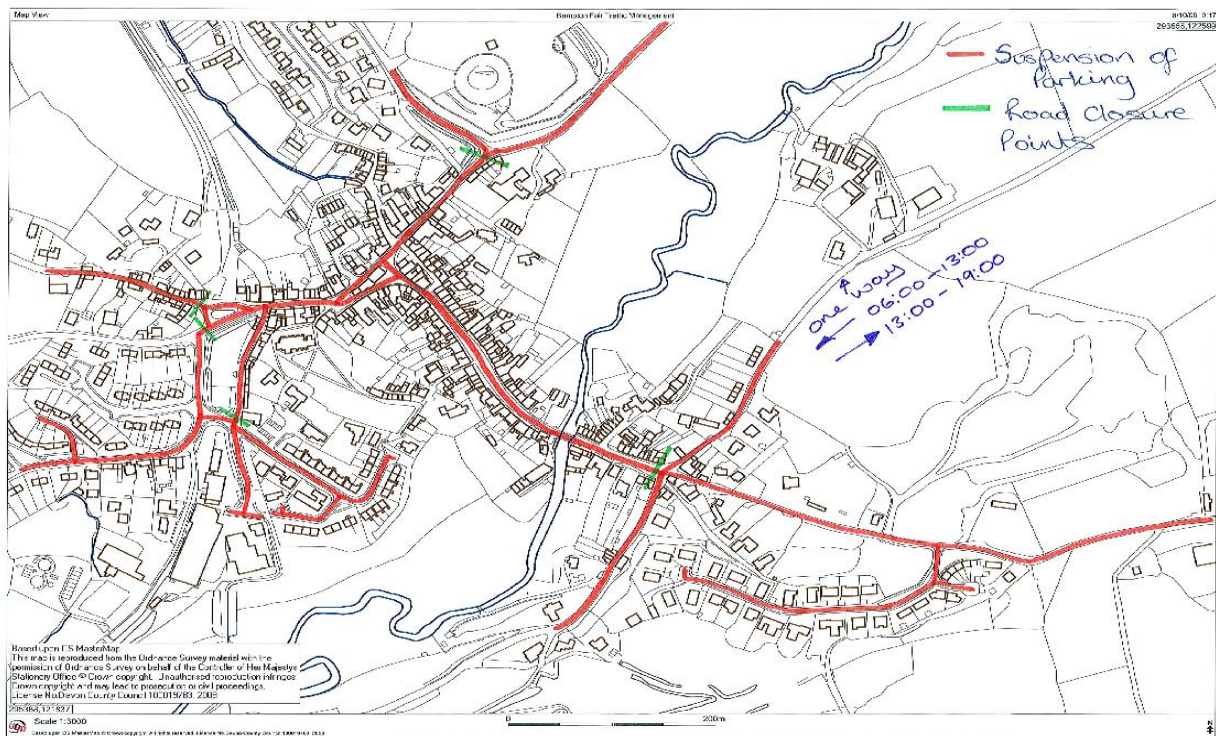 Map View
Bampton Fair Traffic Management
Suspension of
Parking
Road Closure
Points
one ways
06:00-13:00
13:00-19:00
Based upon OS MasterMap
This map is reproduced from the Ordnance Survey material with the
permission of Ordnance Survey on behalf of the Controller of Her Majestys
Stationery Office © Crown copyright. Unauthorised reproduction infringes
Crown copyright and may lead to prosecution or civil proceedings.
Scale 1:3000
0
200m
N